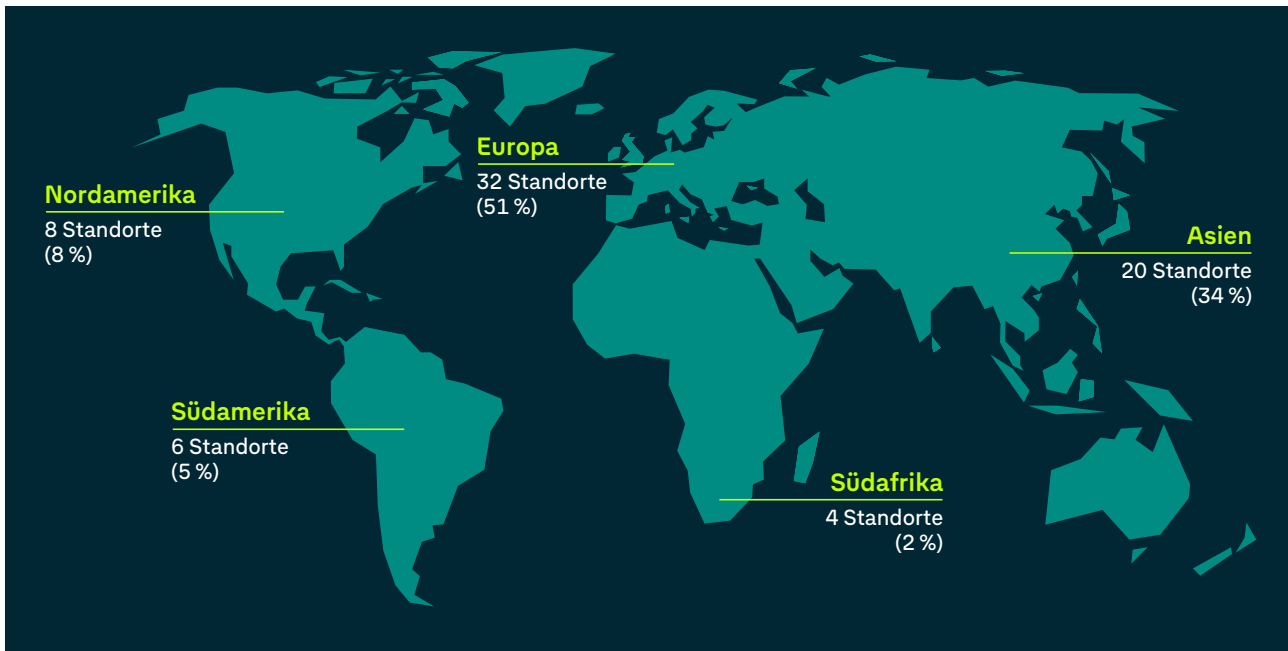 Europa
32 Standorte
(51 %)
Nordamerika
8 Standorte
(8 %)
Asien
20 Standorte
(34 %)
Südamerika
6 Standorte
(5 %)
Südafrika
4 Standorte
(2 %)